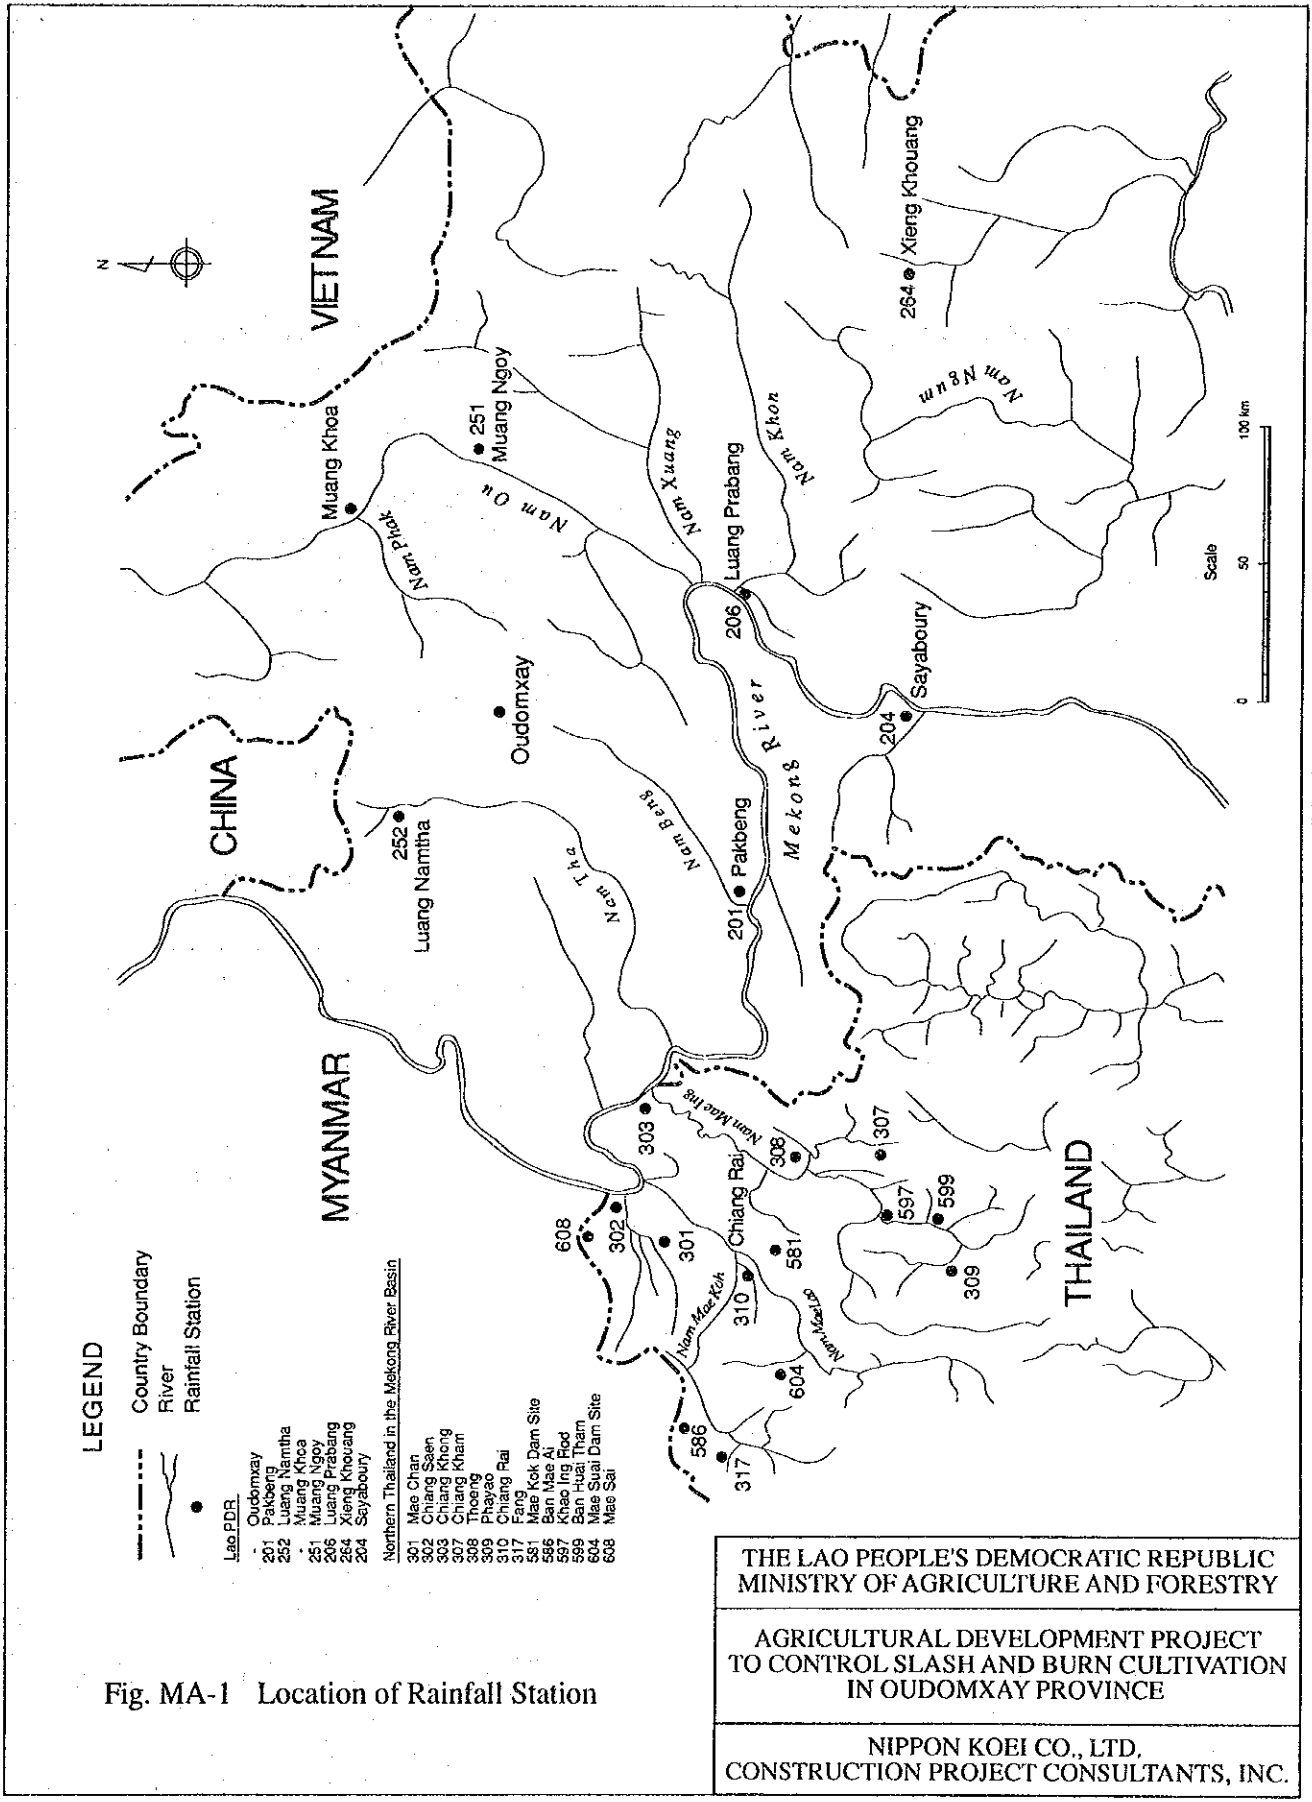 LEGEND
Country Boundary
River
Rainfall Station
Lao PDR
- Oudomxay
201 Pakbeng
252 Luang Namtha
- Muang Khoa
251 Muang Ngoy
206 Luang Prabang
264 Xieng Khouang
204 Sayaboury
Northern Thailand in the Mekong River Basin
301 Mae Chan
302 Chiang Saen
303 Chiang Khong
307 Chiang Kham
308 Thoeng
309 Phayao
310 Chiang Rai
317 Fang
581 Mae Kok Dam Site
586 Ban Mae Ai
597 Khao Ing Rod
599 Ban Huai Tham
604 Mae Suai Dam Site
608 Mae Sai
N
VIETNAM
CHINA
MYANMAR
THAILAND
Muang Khoa
251
Muang Ngoy
Nam Ou
Nam Phak
Oudomxay
252
Luang Namtha
Nam Tha
Nam Beng
201
Pakbeng
Mekong River
Nam Xuang
Nam Khon
206
Luang Prabang
204
Sayaboury
264
Xieng Khouang
Nam Ngum
Scale
0
50
100 km
303
Nam Mae Ing
308
307
Chiang Rai
608
302
301
581
597
599
309
310
Nam Mae Koh
Nam Mae Lao
604
586
317
Fig. MA-1 Location of Rainfall Station
THE LAO PEOPLE'S DEMOCRATIC REPUBLIC
MINISTRY OF AGRICULTURE AND FORESTRY
AGRICULTURAL DEVELOPMENT PROJECT
TO CONTROL SLASH AND BURN CULTIVATION
IN OUDOMXAY PROVINCE
NIPPON KOEI CO., LTD.
CONSTRUCTION PROJECT CONSULTANTS, INC.